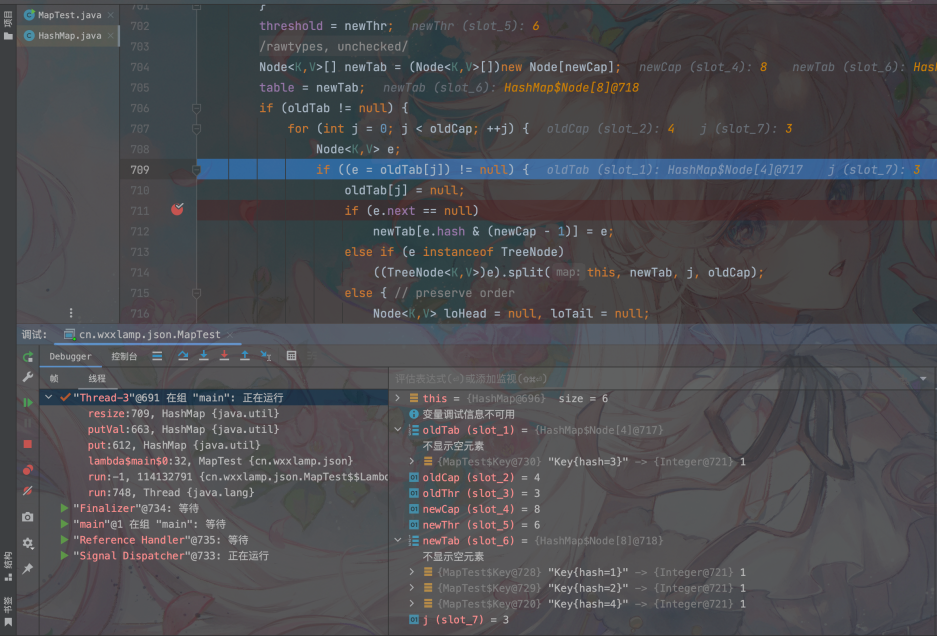 项目
MapTest.java
HashMap.java
701 }
702 threshold = newThr; newThr (slot_5): 6
703 /rawtypes, unchecked/
704 Node<K,V>[] newTab = (Node<K,V>[])new Node[newCap]; newCap (slot_4): 8 newTab (slot_6): Has
705 table = newTab; newTab (slot_6): HashMap$Node[8]@718
706 if (oldTab != null) {
707 for (int j = 0; j < oldCap; ++j) { oldCap (slot_2): 4 j (slot_7): 3
708 Node<K,V> e;
709 if ((e = oldTab[j]) != null) { oldTab (slot_1): HashMap$Node[4]@717 j (slot_7): 3
710 oldTab[j] = null;
711 if (e.next == null)
712 newTab[e.hash & (newCap - 1)] = e;
713 else if (e instanceof TreeNode)
714 ((TreeNode<K,V>)e).split( map: this, newTab, j, oldCap);
715 else { // preserve order
716 Node<K,V> loHead = null, loTail = null;
调试: cn.wxxlamp.json.MapTest
Debugger 控制台
帧 线程
"Thread-3"@691 在组 "main": 正在运行
resize:709, HashMap {java.util}
putVal:663, HashMap {java.util}
put:612, HashMap {java.util}
lambda$main$0:32, MapTest {cn.wxxlamp.json}
run:-1, 114132791 {cn.wxxlamp.json.MapTest$$Lambd
run:748, Thread {java.lang}
"Finalizer"@734: 等待
"main"@1 在组 "main": 等待
"Reference Handler"@735: 等待
"Signal Dispatcher"@733: 正在运行
评估表达式(⏎)或添加监视(⇧⌘⏎)
this = {HashMap@696} size = 6
变量调试信息不可用
oldTab (slot_1) = {HashMap$Node[4]@717}
不显示空元素
{MapTest$Key@730} "Key{hash=3}" -> {Integer@721} 1
oldCap (slot_2) = 4
oldThr (slot_3) = 3
newCap (slot_4) = 8
newThr (slot_5) = 6
newTab (slot_6) = {HashMap$Node[8]@718}
不显示空元素
{MapTest$Key@728} "Key{hash=1}" -> {Integer@721} 1
{MapTest$Key@729} "Key{hash=2}" -> {Integer@721} 1
{MapTest$Key@720} "Key{hash=4}" -> {Integer@721} 1
j (slot_7) = 3
结构
书签